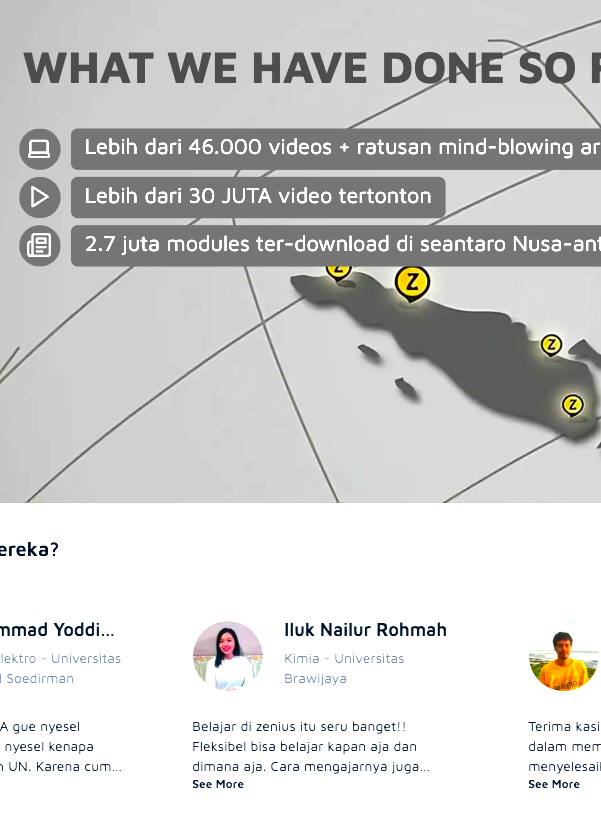 WHAT WE HAVE DONE SO
Lebih dari 46.000 videos + ratusan mind-blowing
Lebih dari 30 JUTA video tertonton
2.7 juta modules ter-download di seantaro Nusa-ant
Z
Z
Z
Z
ereka?
mmad Yoddi...
lektro - Universitas
l Soedirman
A gue nyesel
nyesel kenapa
UN. Karena cum...
Iluk Nailur Rohmah
Kimia - Universitas
Brawijaya
Belajar di zenius itu seru banget!!
Fleksibel bisa belajar kapan aja dan
dimana aja. Cara mengajarnya juga...
See More
Terima kasi
dalam mem
menyelesai
See More